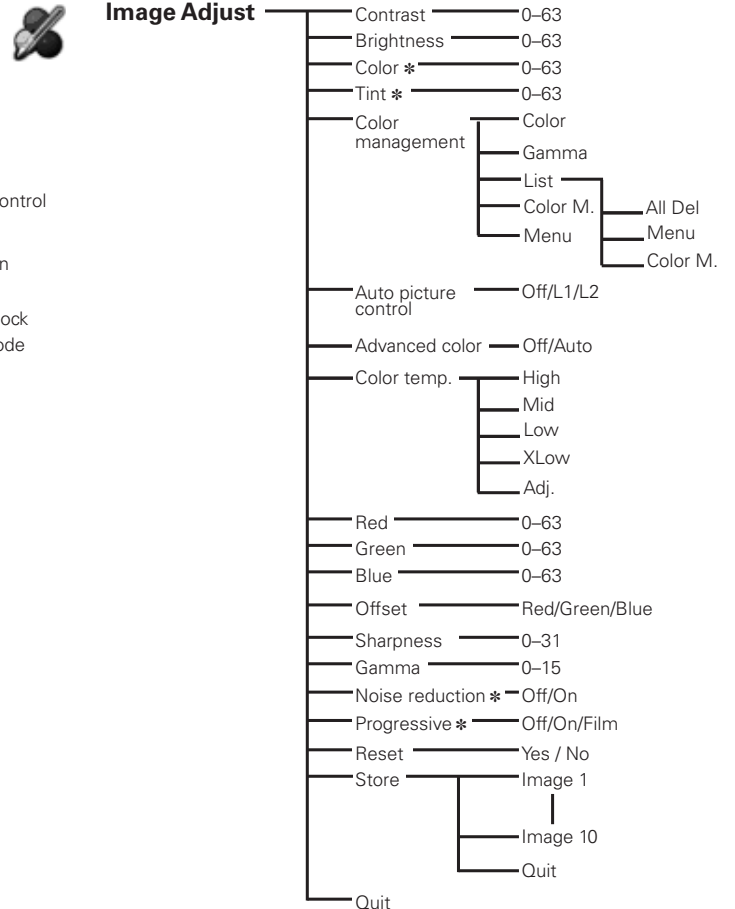 Image Adjust
Contrast 0–63
Brightness 0–63
Color ✻ 0–63
Tint ✻ 0–63
Color management Color
Gamma
List
Color M.
Menu
All Del
Menu
Color M.
Auto picture control Off/L1/L2
Advanced color Off/Auto
Color temp. High
Mid
Low
XLow
Adj.
Red 0–63
Green 0–63
Blue 0–63
Offset Red/Green/Blue
Sharpness 0–31
Gamma 0–15
Noise reduction ✻ Off/On
Progressive ✻ Off/On/Film
Reset Yes / No
Store Image 1
Image 10
Quit
Quit